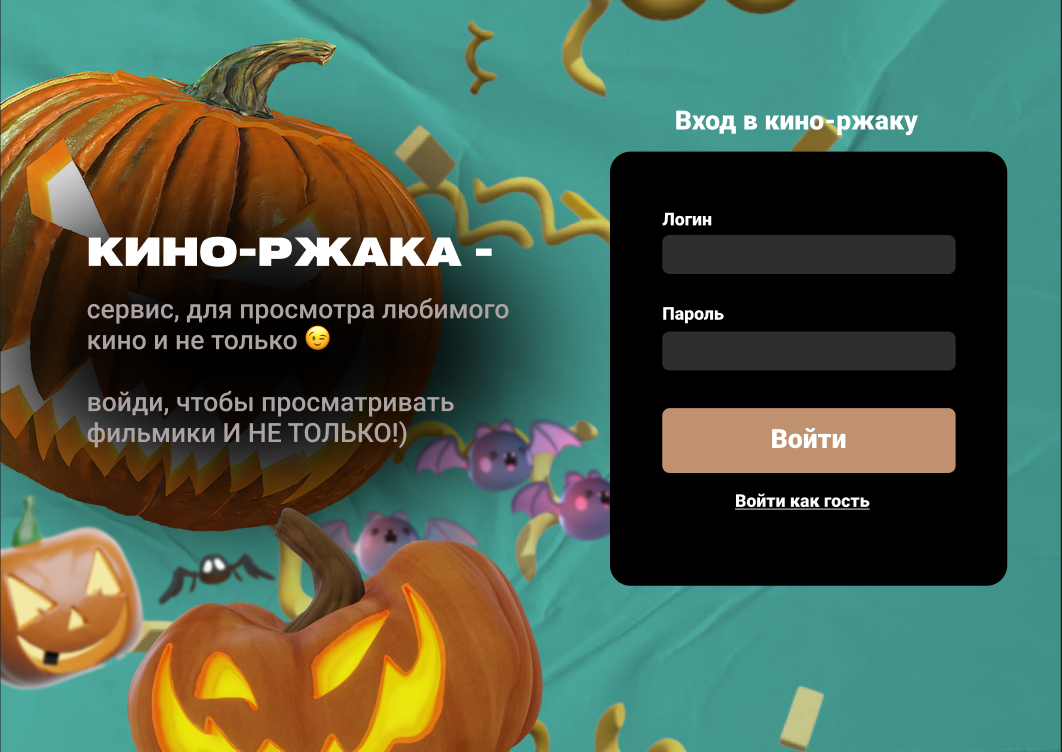 КИНО-РЖАКА -
сервис, для просмотра любимого
кино и не только 😉
войди, чтобы просматривать
фильмики И НЕ ТОЛЬКО!)
Вход в кино-ржаку
Логин
Пароль
Войти
Войти как гость